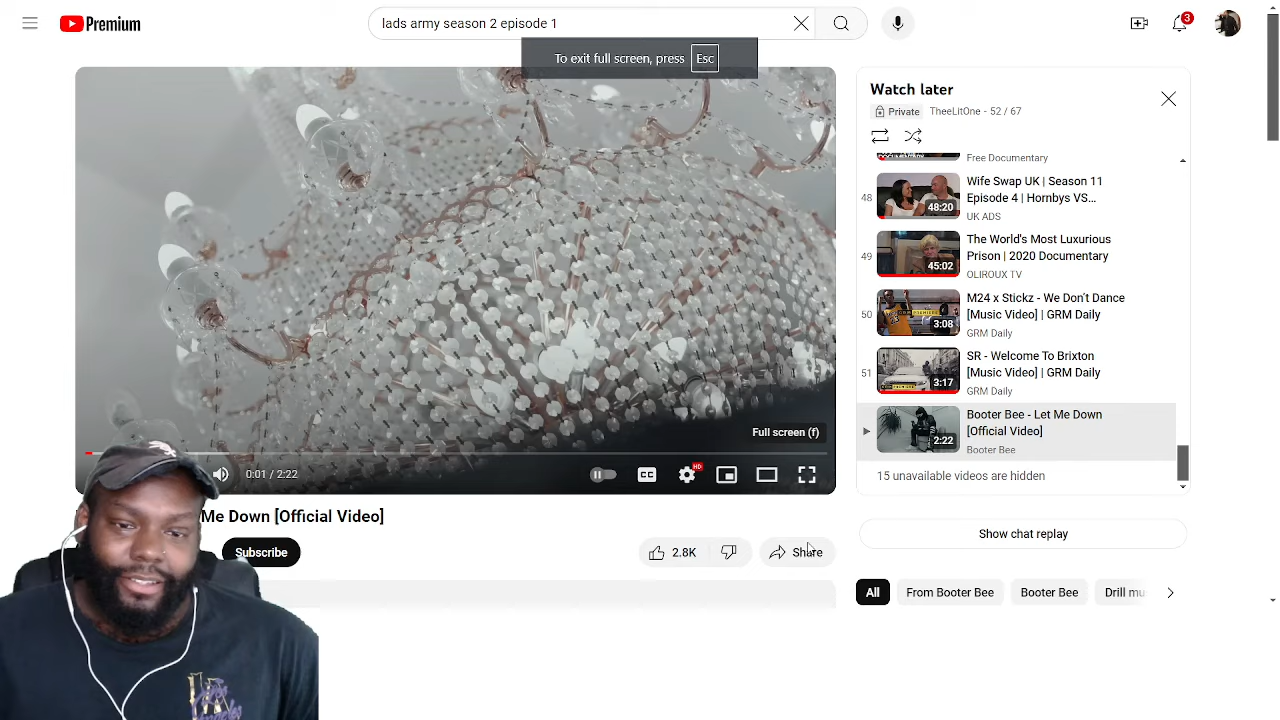 Premium
lads army season 2 episode 1
3
To exit full screen, press Esc
Full screen (f)
0:01 / 2:22
CC
HD
Me Down [Official Video]
Subscribe
2.8K
Share
Watch later
Private
TheeLitOne - 52 / 67
Free Documentary
48
48:20
Wife Swap UK | Season 11
Episode 4 | Hornbys VS...
UK ADS
49
45:02
The World's Most Luxurious
Prison | 2020 Documentary
OLIROUX TV
50
3:08
M24 x Stickz - We Don't Dance
[Music Video] | GRM Daily
GRM Daily
51
3:17
SR - Welcome To Brixton
[Music Video] | GRM Daily
GRM Daily
2:22
Booter Bee - Let Me Down
[Official Video]
Booter Bee
15 unavailable videos are hidden
Show chat replay
All
From Booter Bee
Booter Bee
Drill mu